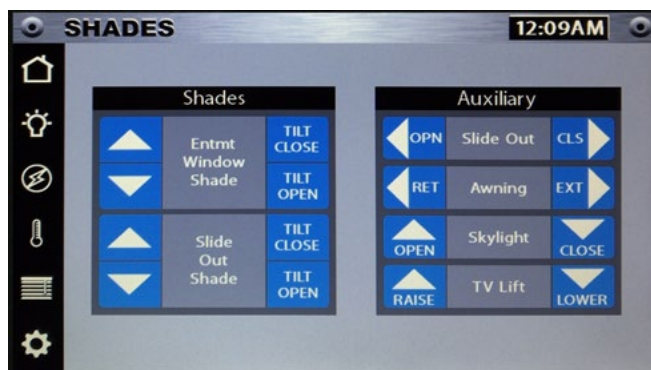 SHADES
12:09AM
Shades
Entmt
Window
Shade
TILT
CLOSE
TILT
OPEN
Slide
Out
Shade
TILT
CLOSE
TILT
OPEN
Auxiliary
OPN Slide Out CLS
RET Awning EXT
OPEN Skylight CLOSE
RAISE TV Lift LOWER